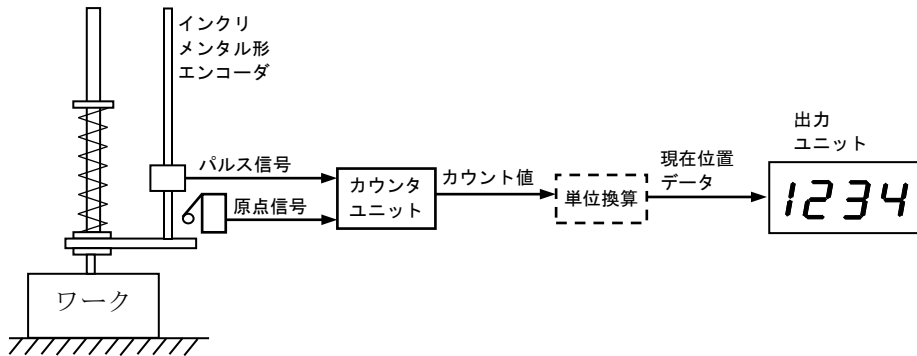 インクリ
メンタル形
エンコーダ
パルス信号
原点信号
カウンタ
ユニット
カウント値
単位換算
現在位置
データ
出力
ユニット
1234
ワーク